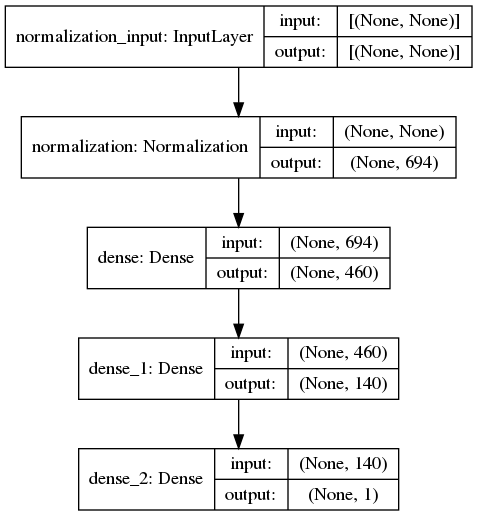 normalization_input: InputLayer
input: [(None, None)]
output: [(None, None)]
normalization: Normalization
input: (None, None)
output: (None, 694)
dense: Dense
input: (None, 694)
output: (None, 460)
dense_1: Dense
input: (None, 460)
output: (None, 140)
dense_2: Dense
input: (None, 140)
output: (None, 1)